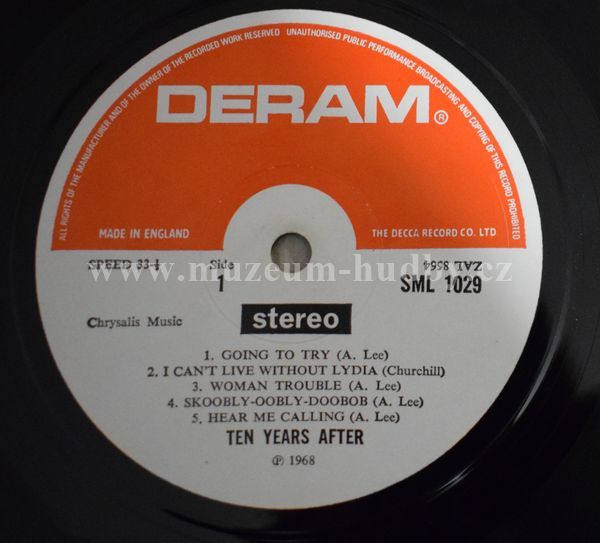 ALL RIGHTS OF THE MANUFACTURER AND OF THE OWNER OF THE RECORDED WORK RESERVED UNAUTHORISED PUBLIC PERFORMANCE BROADCASTING AND COPYING OF THIS RECORD PROHIBITED
DERAM®
MADE IN ENGLAND THE DECCA RECORD CO. LTD
SPEED 33⅓ Side ZAL 8564
www.muzeum-hudby.cz
1 SML 1029
Chrysalis Music stereo
1. GOING TO TRY (A. Lee)
2. I CAN'T LIVE WITHOUT LYDIA (Churchill)
3. WOMAN TROUBLE (A. Lee)
4. SKOOBLY-OOBLY-DOOBOB (A. Lee)
5. HEAR ME CALLING (A. Lee)
TEN YEARS AFTER
℗ 1968